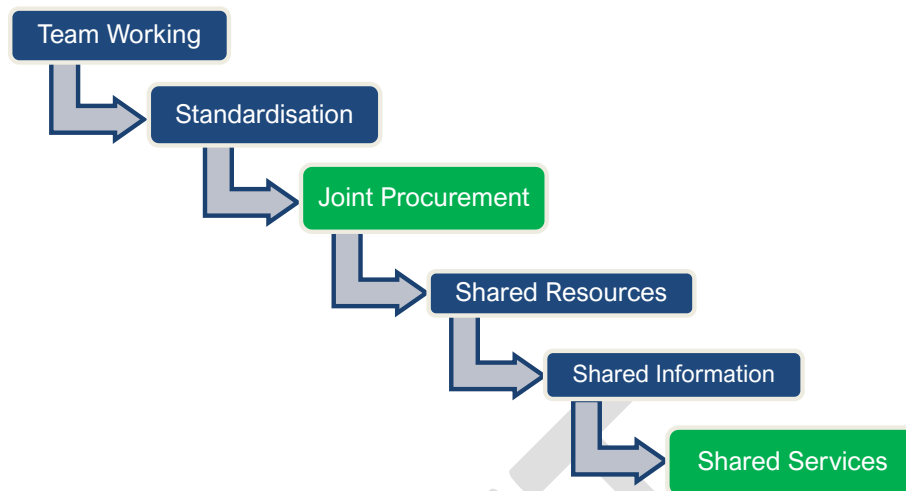 Team Working
Standardisation
Joint Procurement
Shared Resources
Shared Information
Shared Services